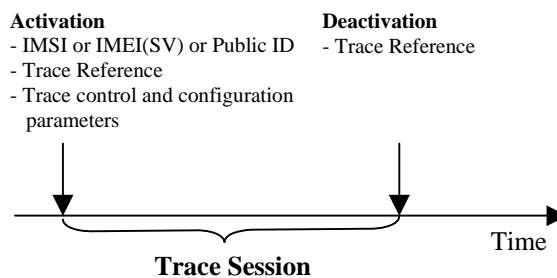 Activation
- IMSI or IMEI(SV) or Public ID
- Trace Reference
- Trace control and configuration
parameters
Deactivation
- Trace Reference
Time
Trace Session